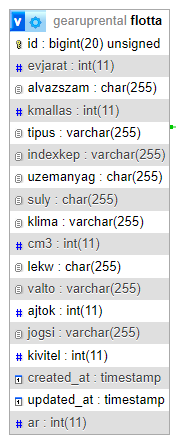 v gearuprental flotta
id : bigint(20) unsigned
# evjarat : int(11)
alvazszam : char(255)
# kmallas : int(11)
tipus : varchar(255)
indexkep : varchar(255)
uzemanyag : char(255)
suly : char(255)
klima : char(255)
# cm3 : int(11)
lekw : char(255)
valto : char(255)
# ajtok : int(11)
jogsi : varchar(255)
# kivitel : int(11)
created_at : timestamp
updated_at : timestamp
# ar : int(11)